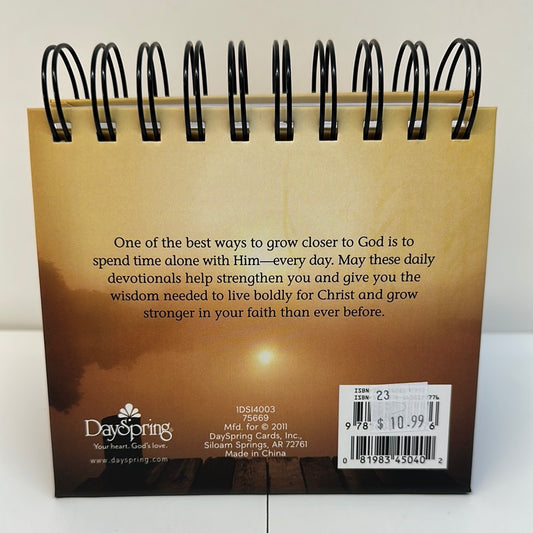 One of the best ways to grow closer to God is to
spend time alone with Him—every day. May these daily
devotionals help strengthen you and give you the
wisdom needed to live boldly for Christ and grow
stronger in your faith than ever before.
DaySpring®
Your heart. God's love.
www.dayspring.com
1DSI4003
75669
Mfd. for © 2011
DaySpring Cards, Inc.,
Siloam Springs, AR 72761
Made in China
ISBN
ISBN
23
$ 10.99
9 78 6
0 81983 45040 2